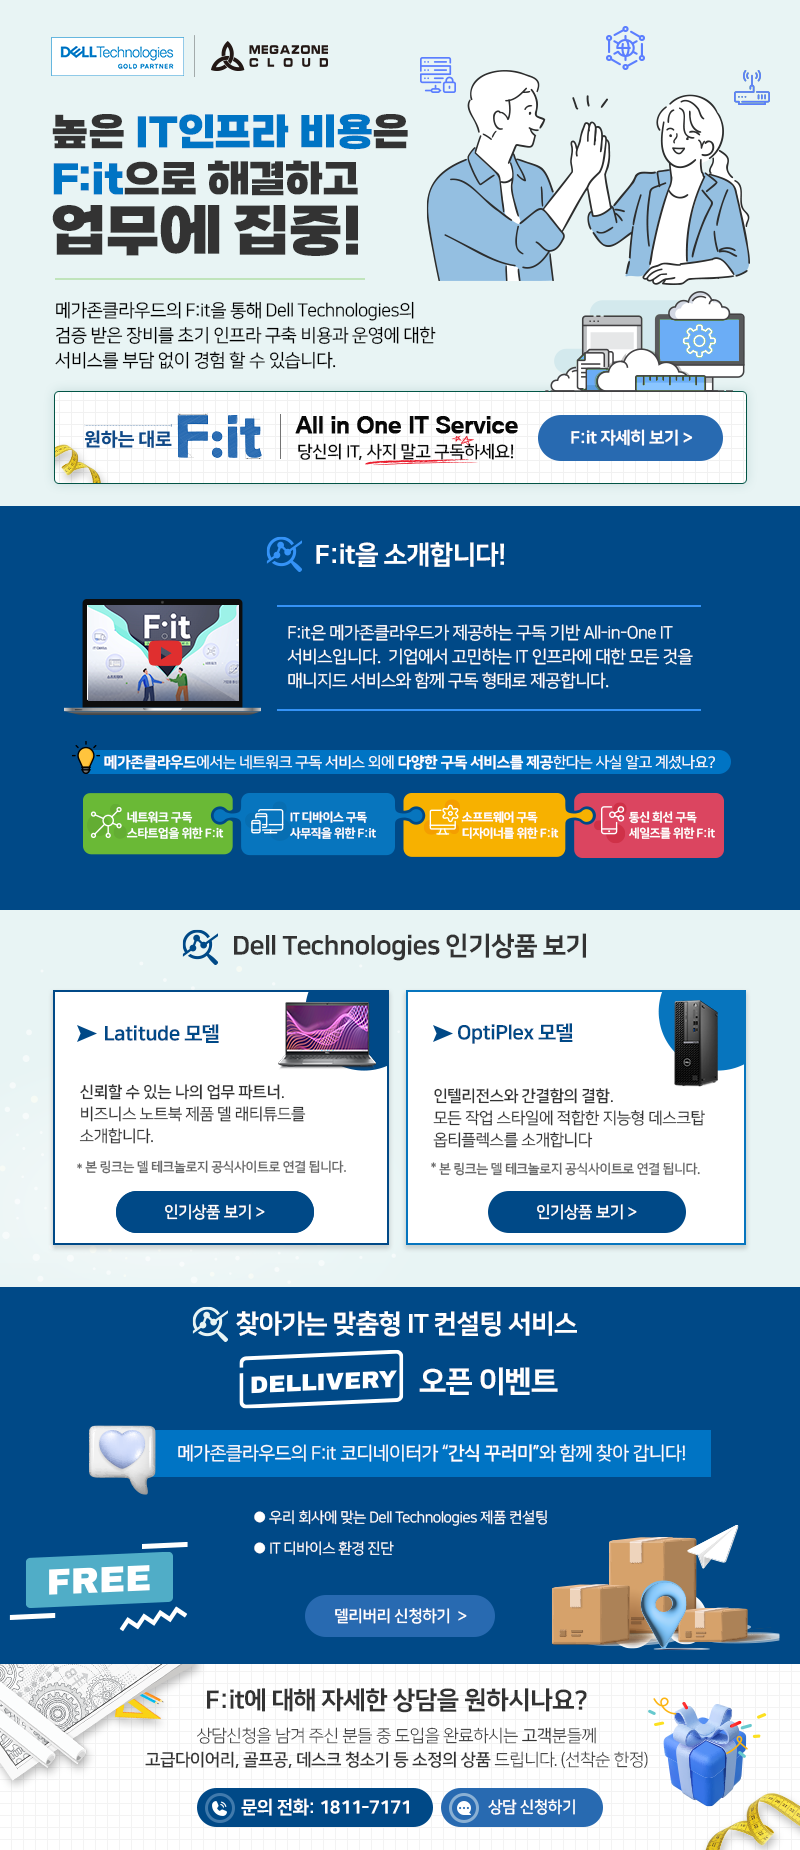 DELL Technologies
GOLD PARTNER
MEGAZONE
CLOUD
높은 IT인프라 비용은
F:it으로 해결하고
업무에 집중!
메가존클라우드의 F:it을 통해 Dell Technologies의
검증 받은 장비를 초기 인프라 구축 비용과 운영에 대한
서비스를 부담 없이 경험 할 수 있습니다.
원하는 대로 F:it
All in One IT Service
당신의 IT, 사지 말고 구독하세요!
F:it 자세히 보기 >
F:it을 소개합니다!
F:it
F:it은 메가존클라우드가 제공하는 구독 기반 All-in-One IT
서비스입니다. 기업에서 고민하는 IT 인프라에 대한 모든 것을
매니지드 서비스와 함께 구독 형태로 제공합니다.
메가존클라우드에서는 네트워크 구독 서비스 외에 다양한 구독 서비스를 제공한다는 사실 알고 계셨나요?
네트워크 구독
스타트업을 위한 F:it
IT 디바이스 구독
사무직을 위한 F:it
소프트웨어 구독
디자이너를 위한 F:it
통신 회선 구독
세일즈를 위한 F:it
Dell Technologies 인기상품 보기
Latitude 모델
신뢰할 수 있는 나의 업무 파트너.
비즈니스 노트북 제품 델 래티튜드를
소개합니다.
* 본 링크는 델 테크놀로지 공식사이트로 연결 됩니다.
인기상품 보기 >
OptiPlex 모델
인텔리전스와 간결함의 결함.
모든 작업 스타일에 적합한 지능형 데스크탑
옵티플렉스를 소개합니다
* 본 링크는 델 테크놀로지 공식사이트로 연결 됩니다.
인기상품 보기 >
찾아가는 맞춤형 IT 컨설팅 서비스
DELLIVERY 오픈 이벤트
메가존클라우드의 F:it 코디네이터가 “간식 꾸러미”와 함께 찾아 갑니다!
● 우리 회사에 맞는 Dell Technologies 제품 컨설팅
● IT 디바이스 환경 진단
FREE
델리버리 신청하기 >
F:it에 대해 자세한 상담을 원하시나요?
상담신청을 남겨 주신 분들 중 도입을 완료하시는 고객분들께
고급다이어리, 골프공, 데스크 청소기 등 소정의 상품 드립니다. (선착순 한정)
문의 전화: 1811-7171
상담 신청하기